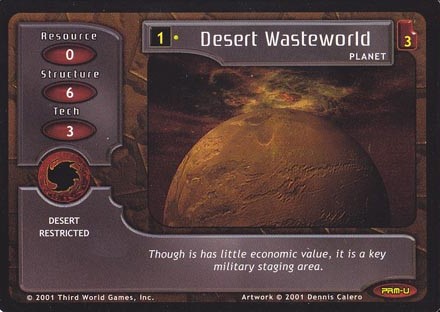 Resource
0
Structure
6
Tech
3
1
Desert Wasteworld
3
PLANET
DESERT
RESTRICTED
Though is has little economic value, it is a key
military staging area.
PRM-U
© 2001 Third World Games, Inc.
Artwork © 2001 Dennis Calero